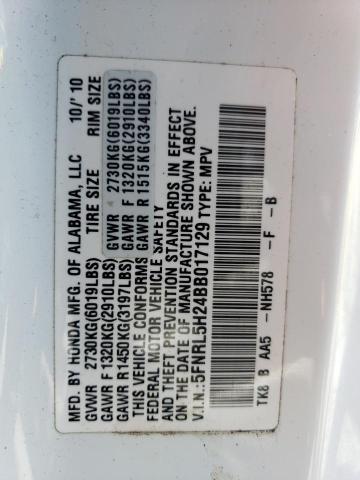 MFD. BY HONDA MFG. OF ALABAMA, LLC 10/'10
TIRE SIZE RIM SIZE
GVWR 2730KG(6019LBS) GVWR 2730KG(6019LBS)
GAWR F 1320KG(2910LBS) GAWR F 1320KG(2910LBS)
GAWR R 1450KG(3197LBS) GAWR R 1515KG(3340LBS)
THIS VEHICLE CONFORMS
FEDERAL MOTOR VEHICLE SAFETY
AND THEFT PREVENTION STANDARDS IN EFFECT
ON THE DATE OF MANUFACTURE SHOWN ABOVE.
V.I.N.:5FNRL5H24BB017129 TYPE: MPV
TK8 B AA5 -NH578 -F -B